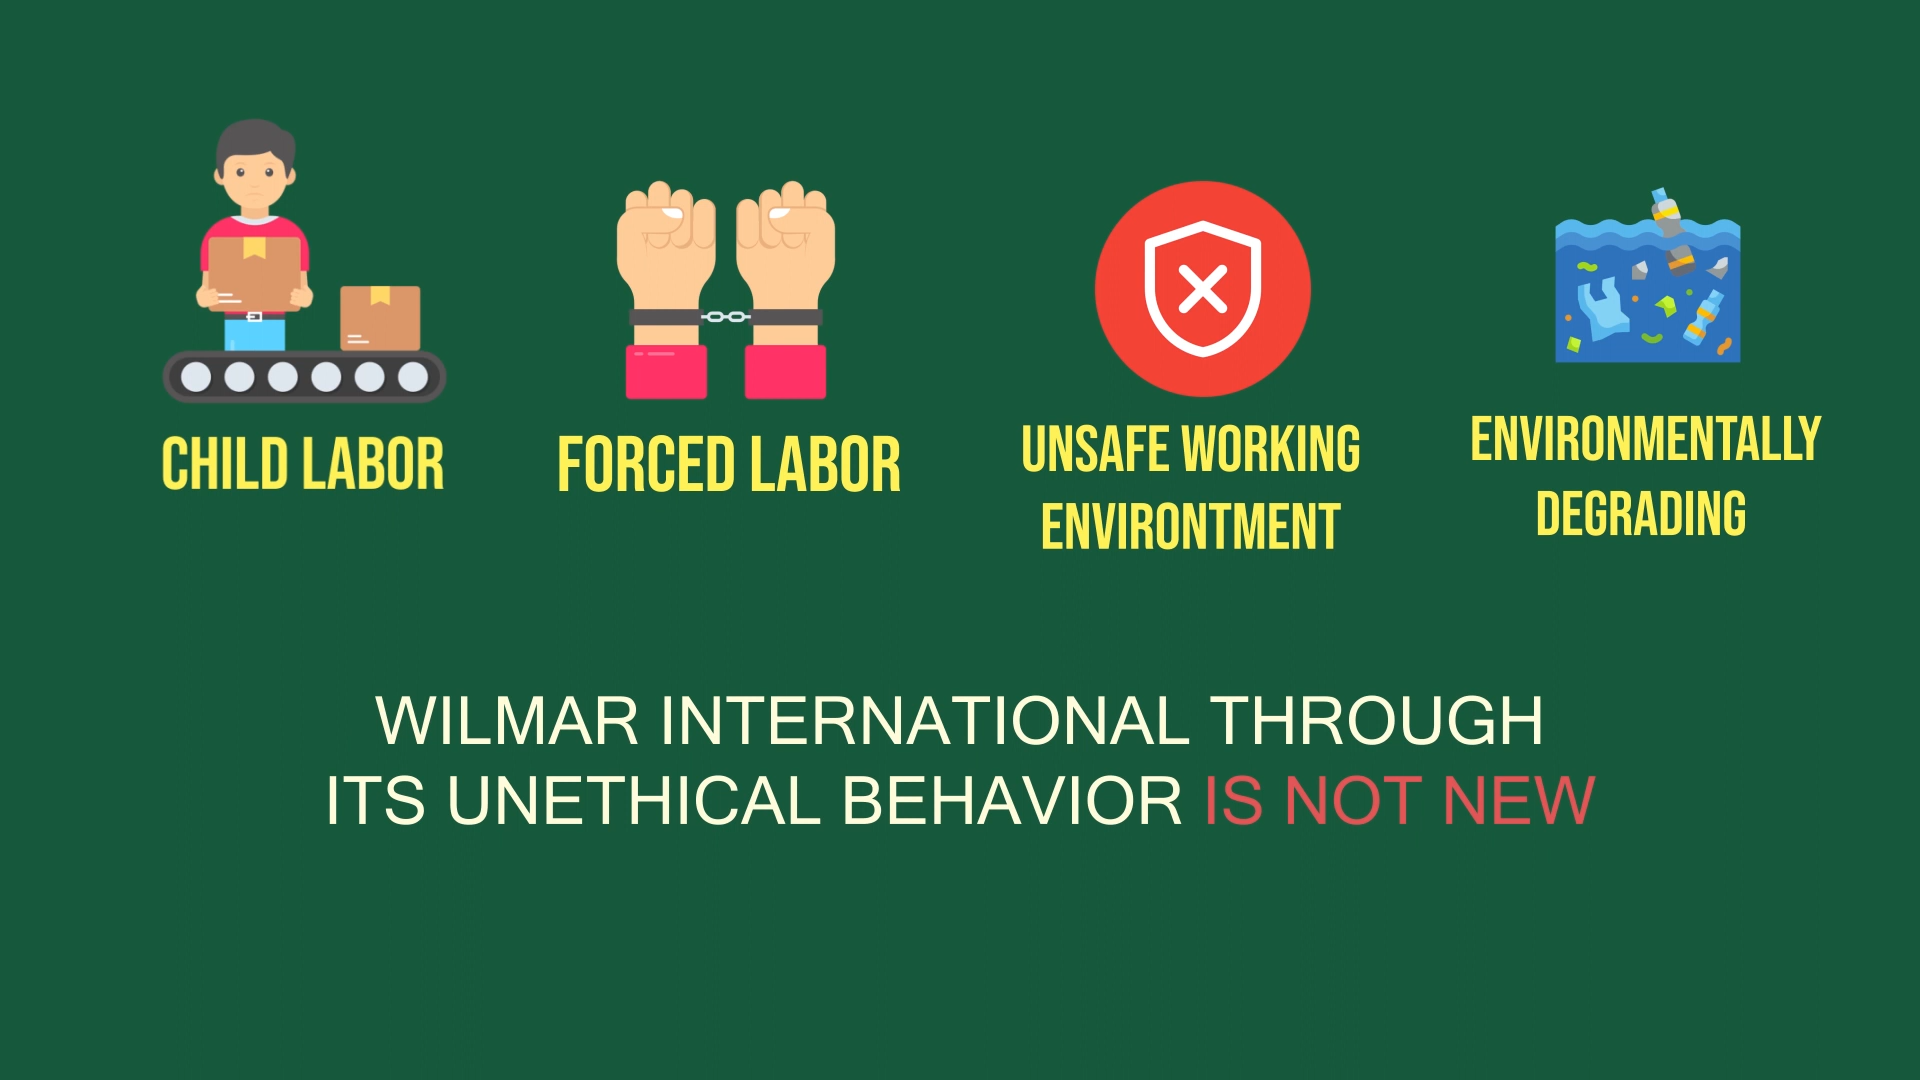 CHILD LABOR
FORCED LABOR
UNSAFE WORKING
ENVIRONTMENT
ENVIRONMENTALLY
DEGRADING
WILMAR INTERNATIONAL THROUGH
ITS UNETHICAL BEHAVIOR IS NOT NEW